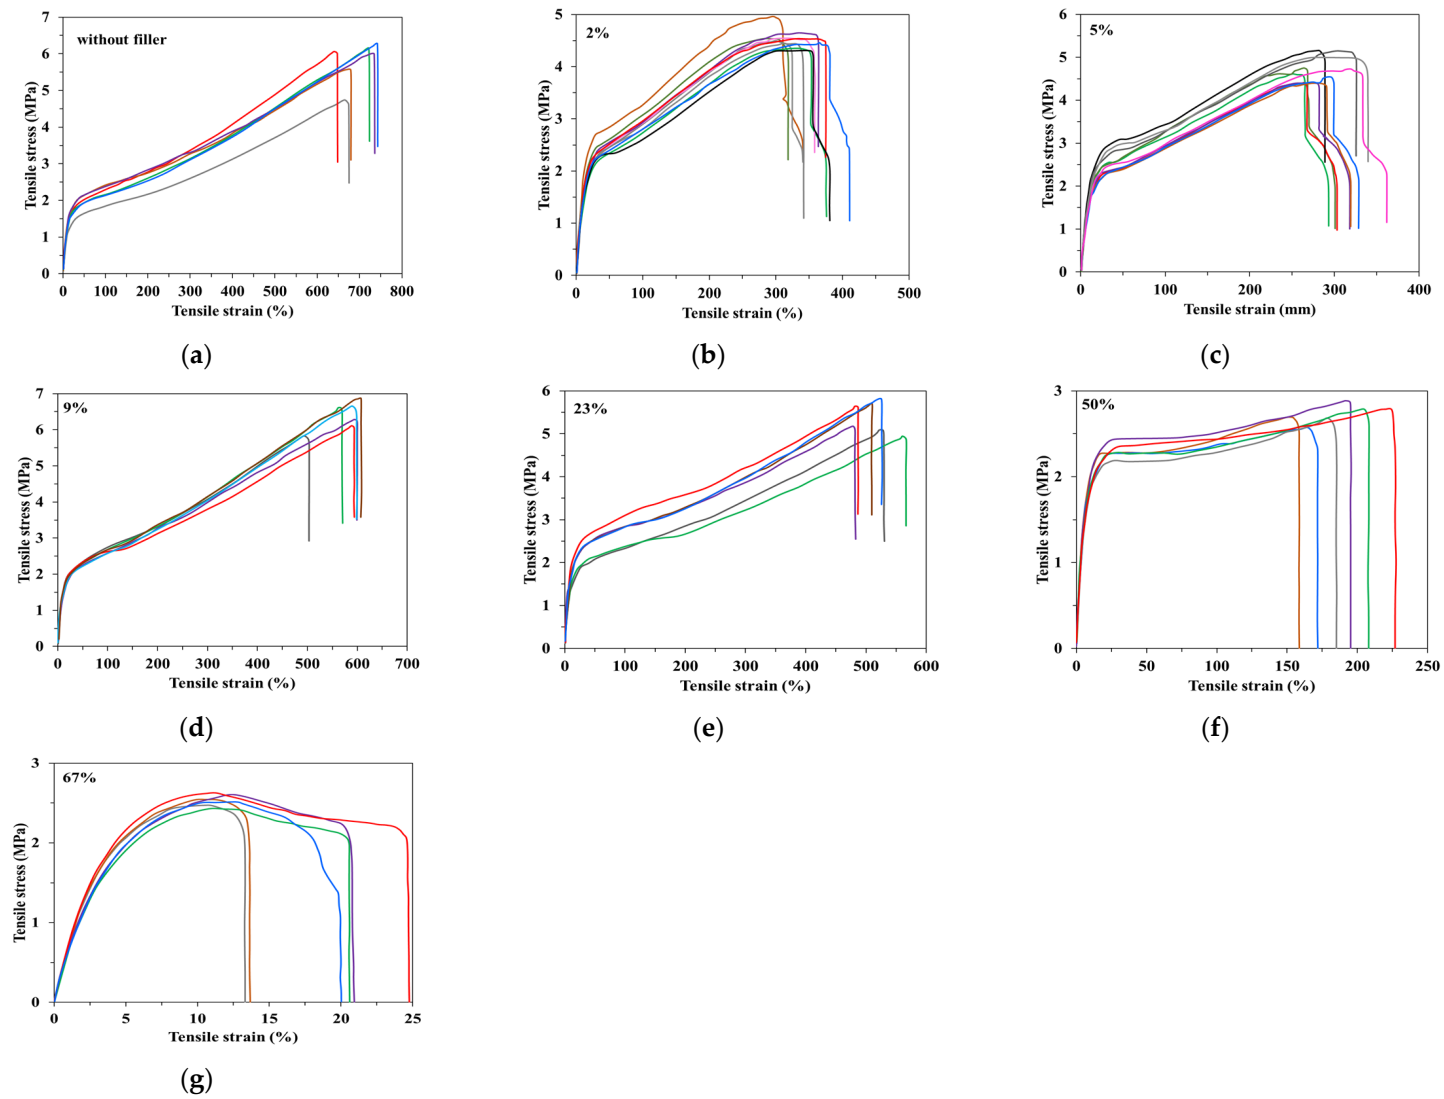 without filler
Tensile stress (MPa)
7
6
5
4
3
2
1
0
0 100 200 300 400 500 600 700 800
Tensile strain (%)
(a)
2%
Tensile stress (MPa)
5
4
3
2
1
0
0 100 200 300 400 500
Tensile strain (%)
(b)
5%
Tensile stress (MPa)
6
5
4
3
2
1
0
0 100 200 300 400
Tensile strain (mm)
(c)
9%
Tensile stress (MPa)
7
6
5
4
3
2
1
0
0 100 200 300 400 500 600 700
Tensile strain (%)
(d)
23%
Tensile stress (MPa)
6
5
4
3
2
1
0
0 100 200 300 400 500 600
Tensile strain (%)
(e)
50%
Tensile stress (MPa)
3
2
1
0
0 50 100 150 200 250
Tensile strain (%)
(f)
67%
Tensile stress (MPa)
3
2
1
0
0 5 10 15 20 25
Tensile strain (%)
(g)